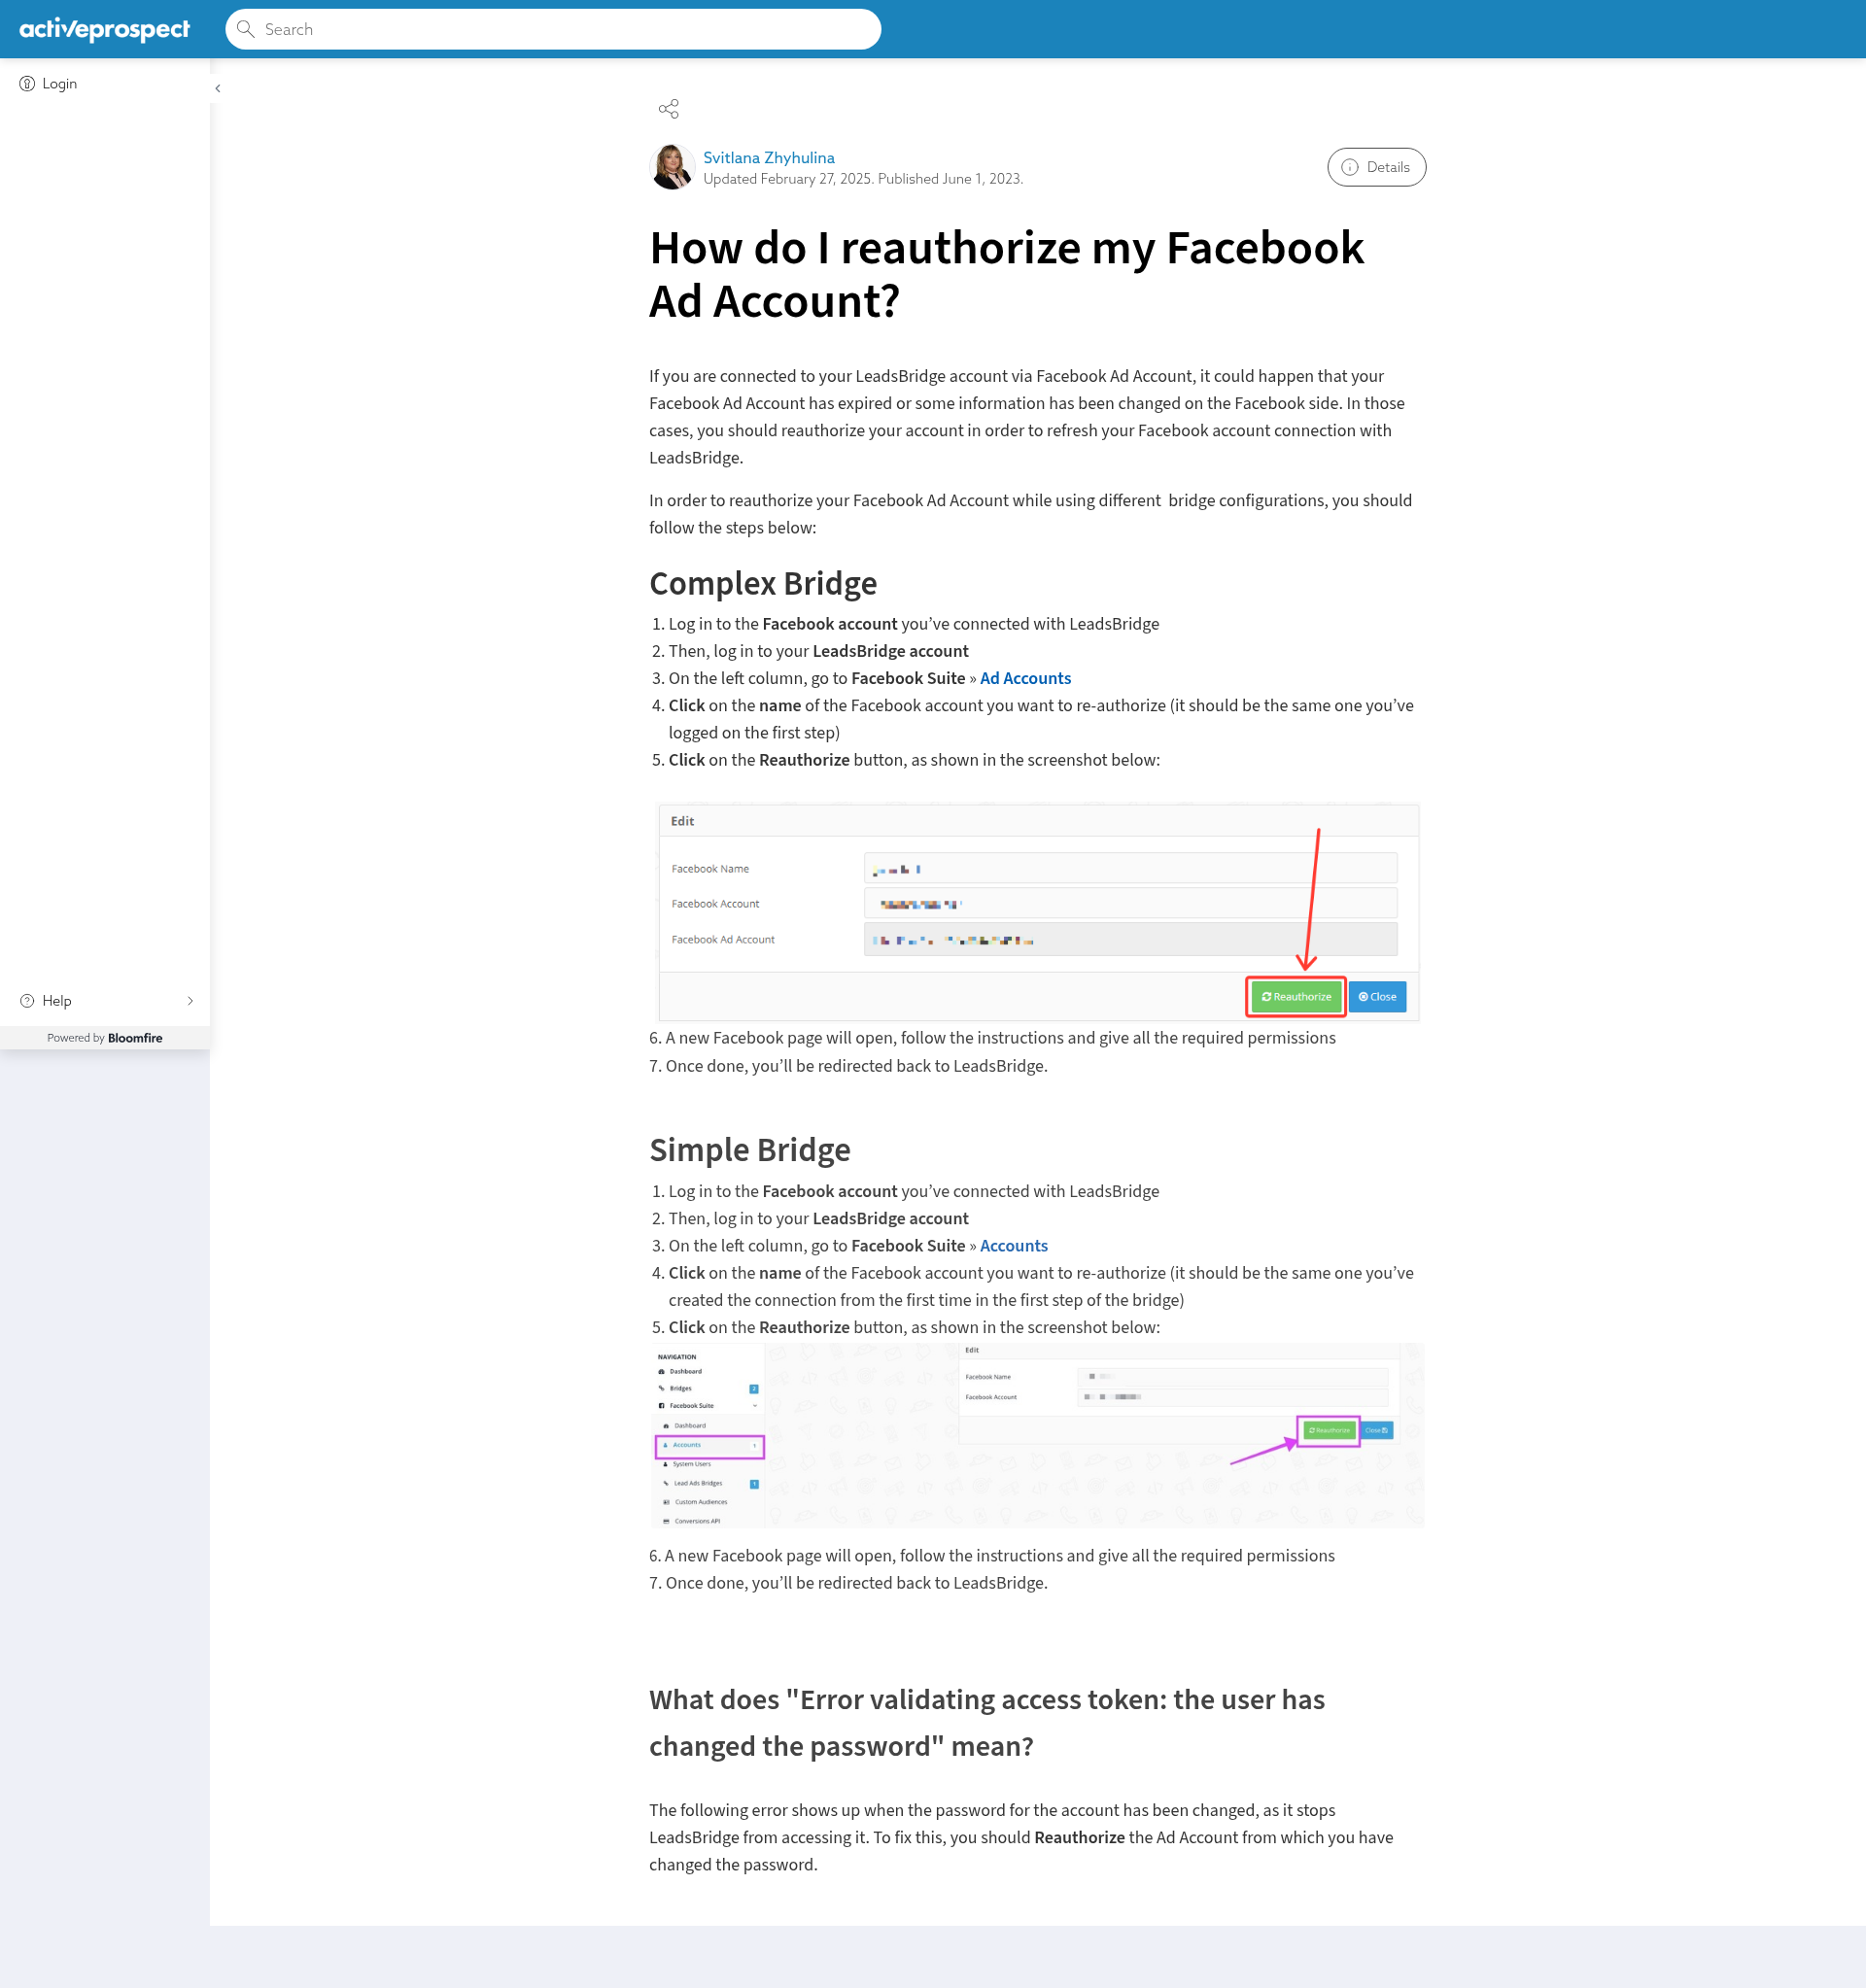 activeprospect
Search
Login
Svitlana Zhyhulina
Updated February 27, 2025. Published June 1, 2023.
Details
How do I reauthorize my Facebook
Ad Account?
If you are connected to your LeadsBridge account via Facebook Ad Account, it could happen that your
Facebook Ad Account has expired or some information has been changed on the Facebook side. In those
cases, you should reauthorize your account in order to refresh your Facebook account connection with
LeadsBridge.
In order to reauthorize your Facebook Ad Account while using different  bridge configurations, you should
follow the steps below:
Complex Bridge
1. Log in to the Facebook account you’ve connected with LeadsBridge
2. Then, log in to your LeadsBridge account
3. On the left column, go to Facebook Suite » Ad Accounts
4. Click on the name of the Facebook account you want to re-authorize (it should be the same one you’ve
logged on the first step)
5. Click on the Reauthorize button, as shown in the screenshot below:
Edit
Facebook Name
Facebook Account
Facebook Ad Account
Reauthorize Close
6. A new Facebook page will open, follow the instructions and give all the required permissions
7. Once done, you’ll be redirected back to LeadsBridge.
Help
Powered by Bloomfire
Simple Bridge
1. Log in to the Facebook account you’ve connected with LeadsBridge
2. Then, log in to your LeadsBridge account
3. On the left column, go to Facebook Suite » Accounts
4. Click on the name of the Facebook account you want to re-authorize (it should be the same one you’ve
created the connection from the first time in the first step of the bridge)
5. Click on the Reauthorize button, as shown in the screenshot below:
NAVIGATION
Dashboard
Bridges 2
Facebook Suite
Dashboard
Accounts 1
System Users
Lead Ads Bridges 1
Custom Audiences
Conversions API
Edit
Facebook Name
Facebook Account
Reauthorize Close
6. A new Facebook page will open, follow the instructions and give all the required permissions
7. Once done, you’ll be redirected back to LeadsBridge.
What does "Error validating access token: the user has
changed the password" mean?
The following error shows up when the password for the account has been changed, as it stops
LeadsBridge from accessing it. To fix this, you should Reauthorize the Ad Account from which you have
changed the password.